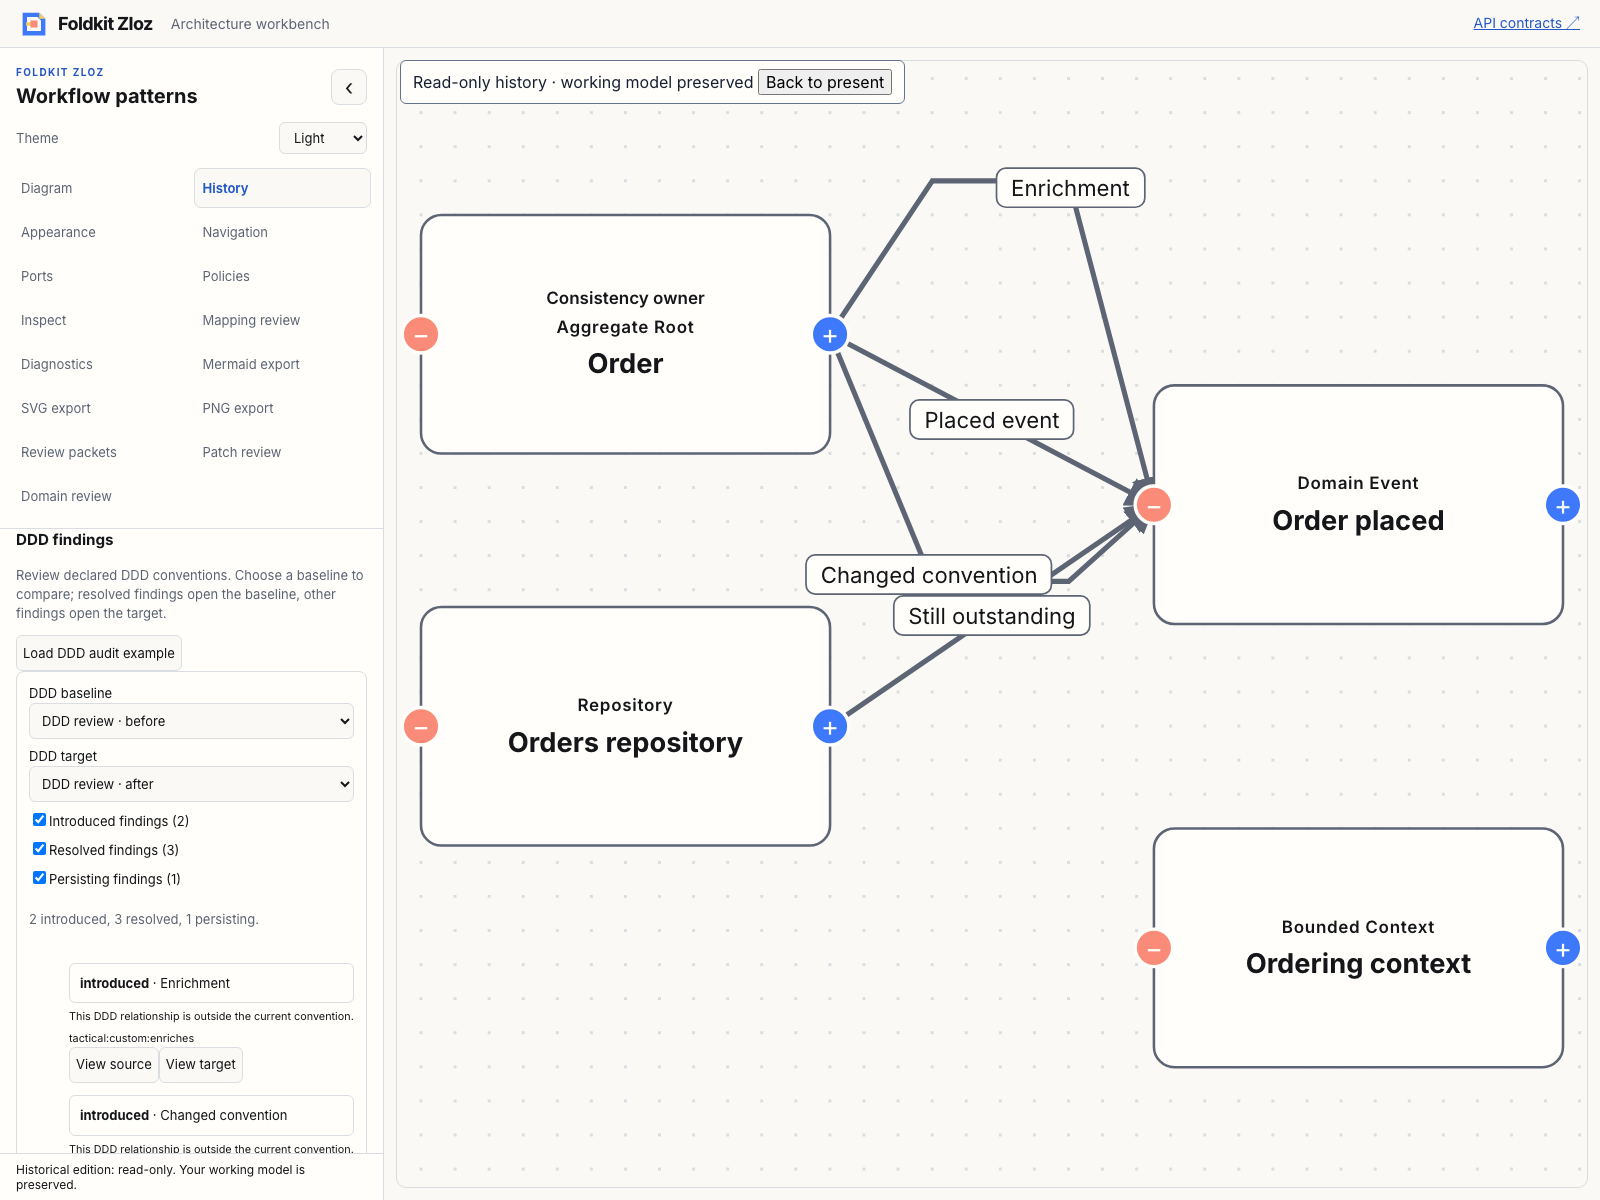 Foldkit Zloz
Architecture workbench
API contracts ↗
FOLDKIT ZLOZ
Workflow patterns
Theme
Light
Diagram
History
Appearance
Navigation
Ports
Policies
Inspect
Mapping review
Diagnostics
Mermaid export
SVG export
PNG export
Review packets
Patch review
Domain review
DDD findings
Review declared DDD conventions. Choose a baseline to
compare; resolved findings open the baseline, other
findings open the target.
Load DDD audit example
DDD baseline
DDD review · before
DDD target
DDD review · after
Introduced findings (2)
Resolved findings (3)
Persisting findings (1)
2 introduced, 3 resolved, 1 persisting.
introduced · Enrichment
This DDD relationship is outside the current convention.
tactical:custom:enriches
View source
View target
introduced · Changed convention
This DDD relationship is outside the current convention.
Historical edition: read-only. Your working model is
preserved.
Read-only history · working model preserved
Back to present
Enrichment
Consistency owner
Aggregate Root
Order
Placed event
Domain Event
Order placed
Changed convention
Still outstanding
Repository
Orders repository
Bounded Context
Ordering context